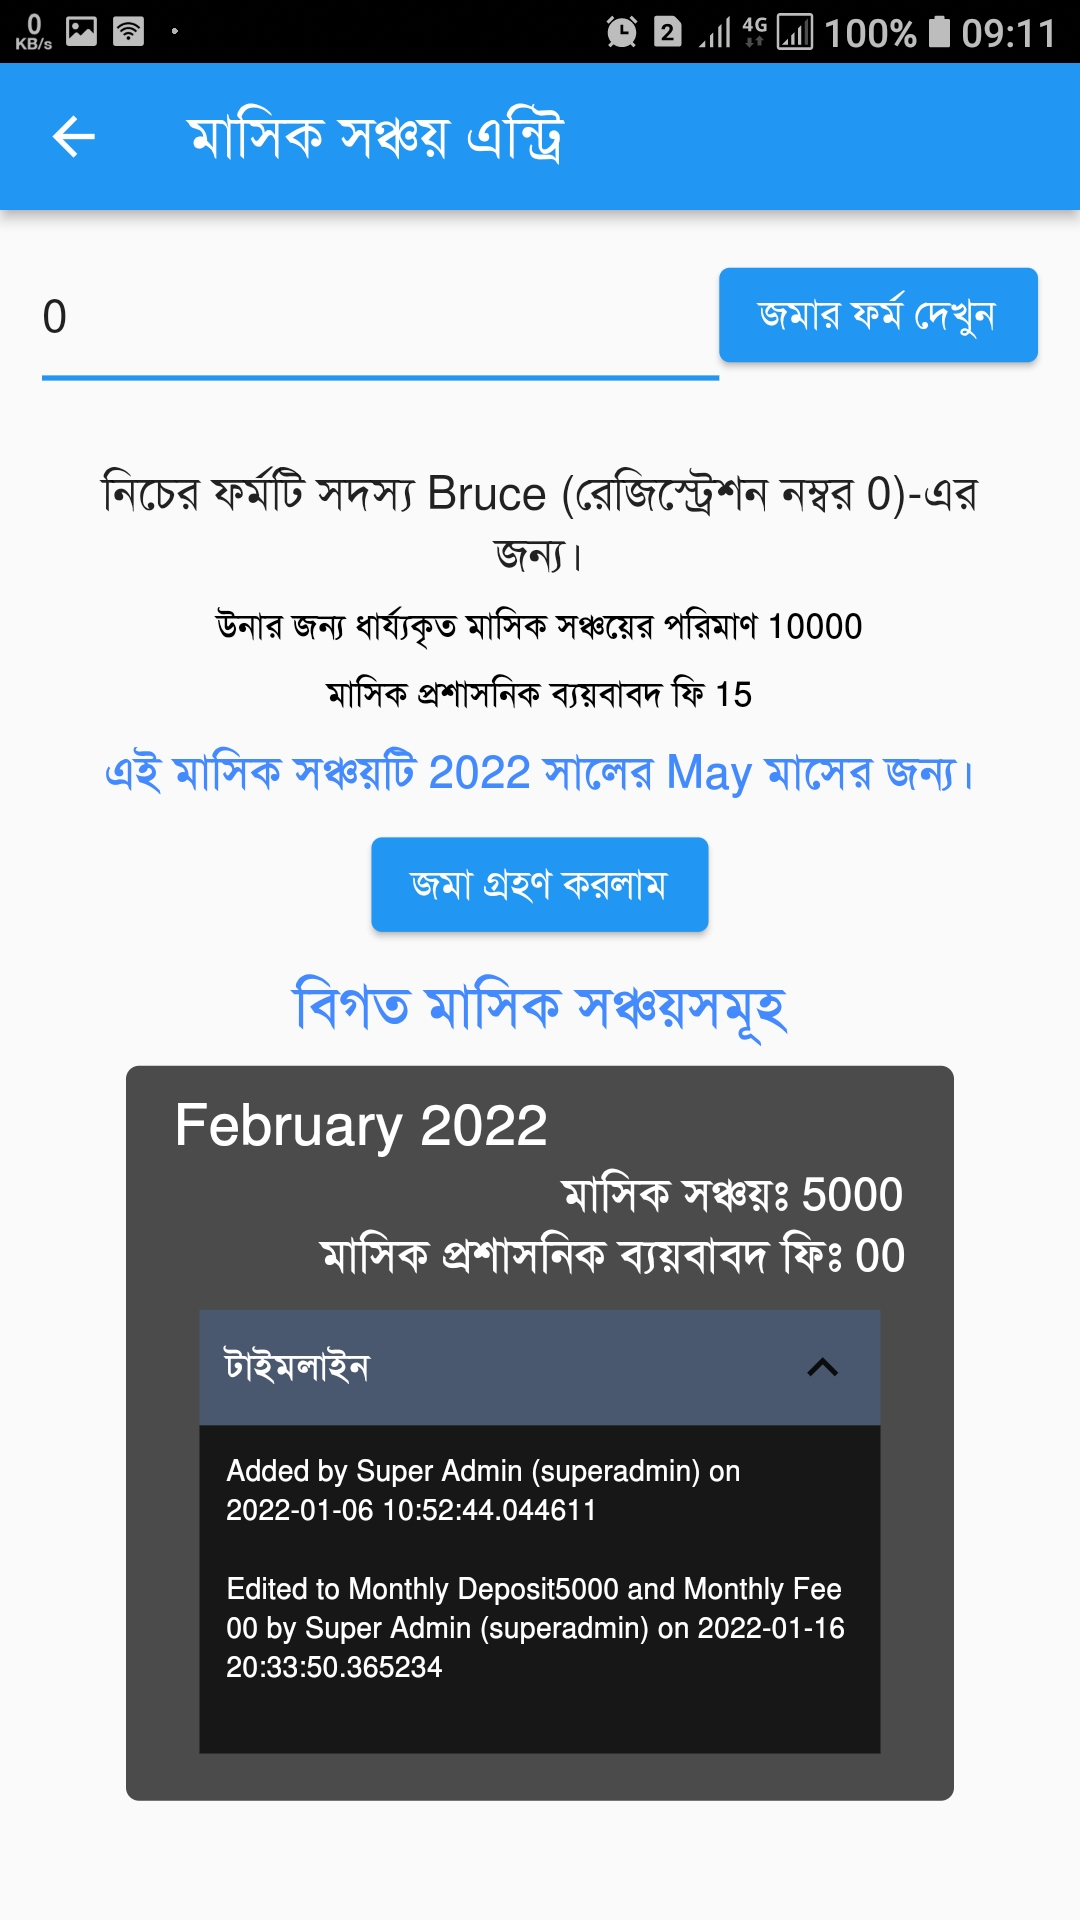 0
KB/s
2
4G
100%
09:11
মাসিক সঞ্চয় এন্ট্রি
0
জমার ফর্ম দেখুন
নিচের ফর্মটি সদস্য Bruce (রেজিস্ট্রেশন নম্বর 0)-এর
জন্য।
উনার জন্য ধার্য্যকৃত মাসিক সঞ্চয়ের পরিমাণ 10000
মাসিক প্রশাসনিক ব্যয়বাবদ ফি 15
এই মাসিক সঞ্চয়টি 2022 সালের May মাসের জন্য।
জমা গ্রহণ করলাম
বিগত মাসিক সঞ্চয়সমূহ
February 2022
মাসিক সঞ্চয়ঃ 5000
মাসিক প্রশাসনিক ব্যয়বাবদ ফিঃ 00
টাইমলাইন
Added by Super Admin (superadmin) on
2022-01-06 10:52:44.044611
Edited to Monthly Deposit5000 and Monthly Fee
00 by Super Admin (superadmin) on 2022-01-16
20:33:50.365234